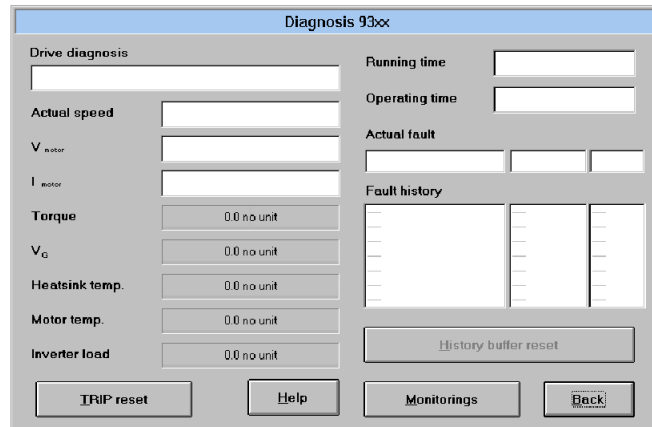 Diagnosis 93xx
Drive diagnosis
Actual speed
V motor
I motor
Torque 0.0 no unit
VG 0.0 no unit
Heatsink temp. 0.0 no unit
Motor temp. 0.0 no unit
Inverter load 0.0 no unit
Running time
Operating time
Actual fault
Fault history
History buffer reset
TRIP reset
Help
Monitorings
Back